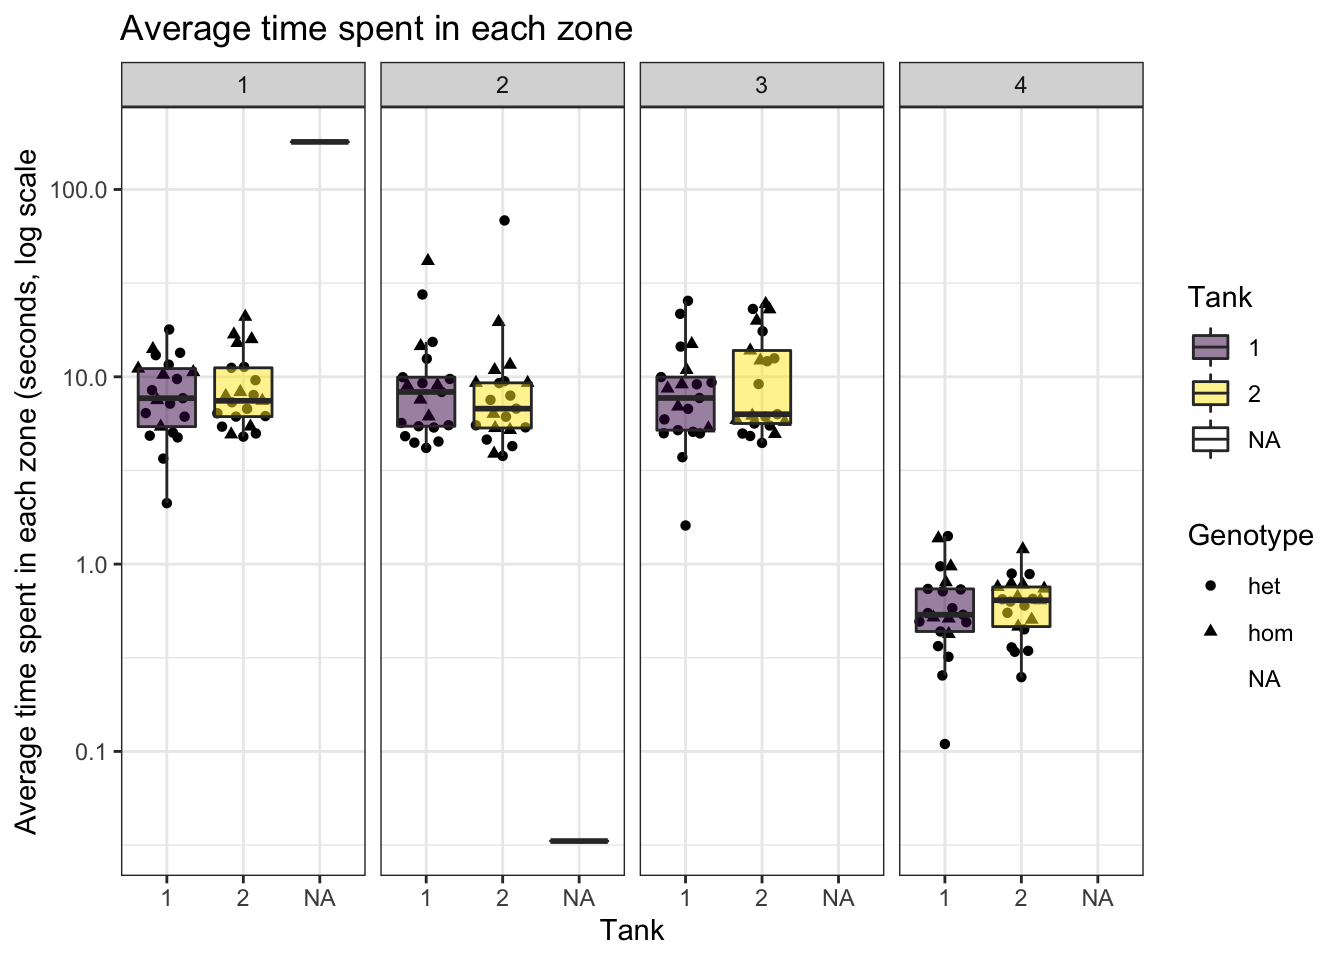 Average time spent in each zone
1 2 3 4
Average time spent in each zone (seconds, log scale
100.0
10.0
1.0
0.1
1 2 NA 1 2 NA 1 2 NA 1 2 NA
Tank
Tank
1
2
NA
Genotype
het
hom
NA